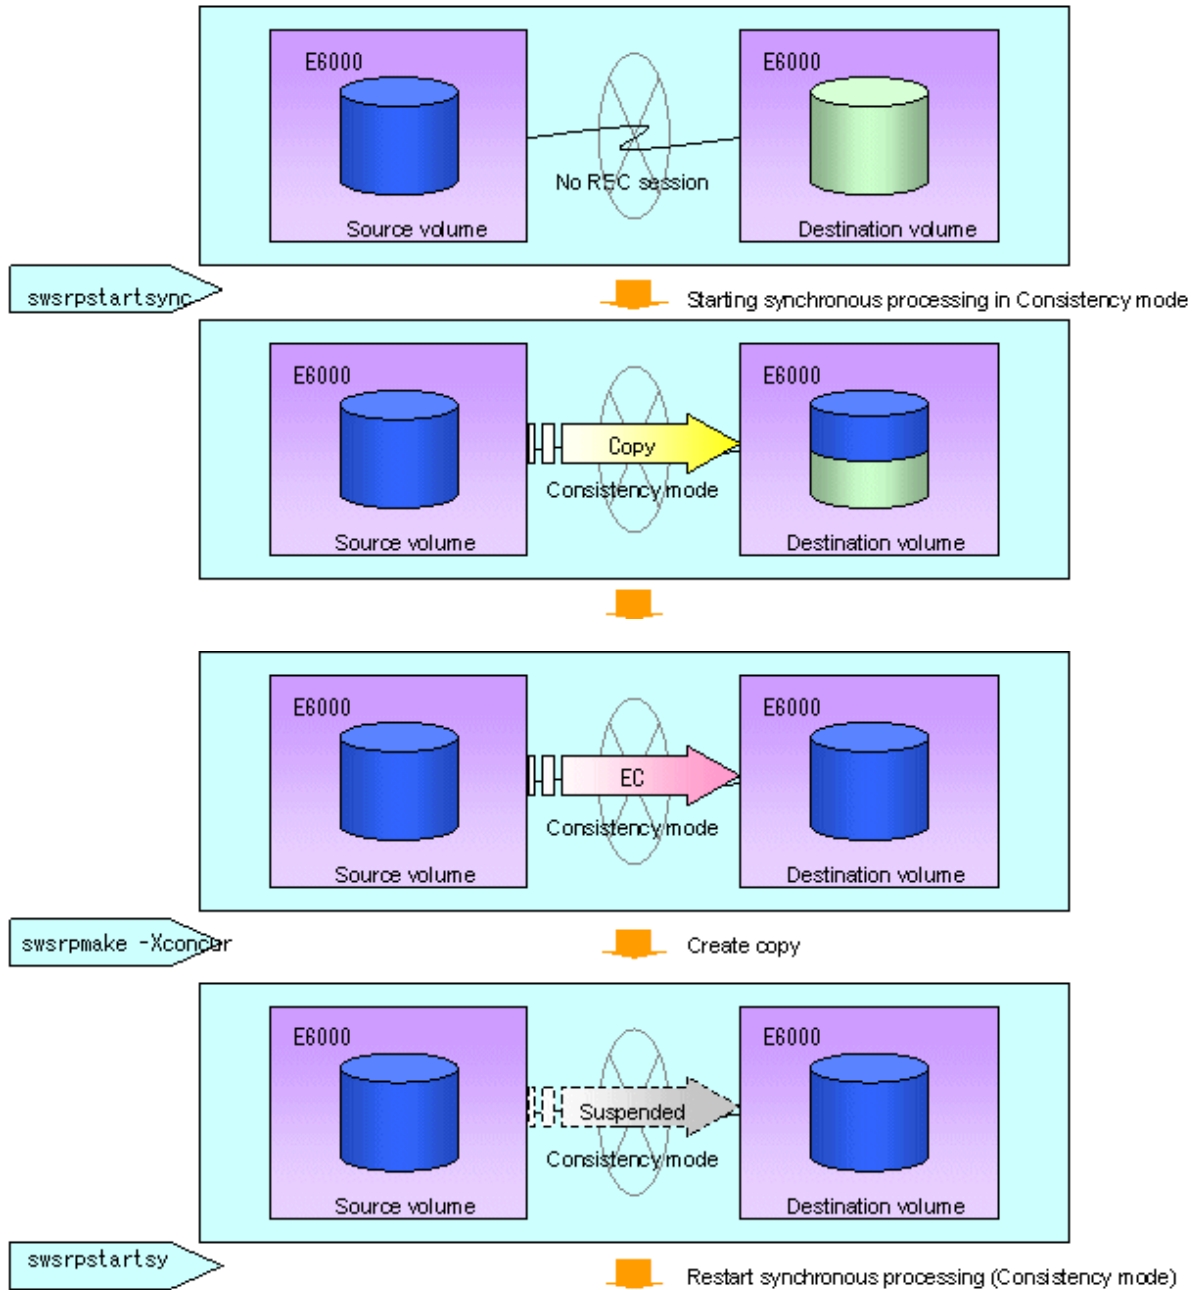 E6000
E6000
No REC session
Source volume
Destination volume
swsrpstartsync
Starting synchronous processing in Consistency mode
E6000
E6000
Copy
Consistency mode
Source volume
Destination volume
E6000
E6000
EC
Consistency mode
Source volume
Destination volume
swsrpmake -Xconcur
Create copy
E6000
E6000
Suspended
Consistency mode
Source volume
Destination volume
swsrpstartsy
Restart synchronous processing (Consistency mode)